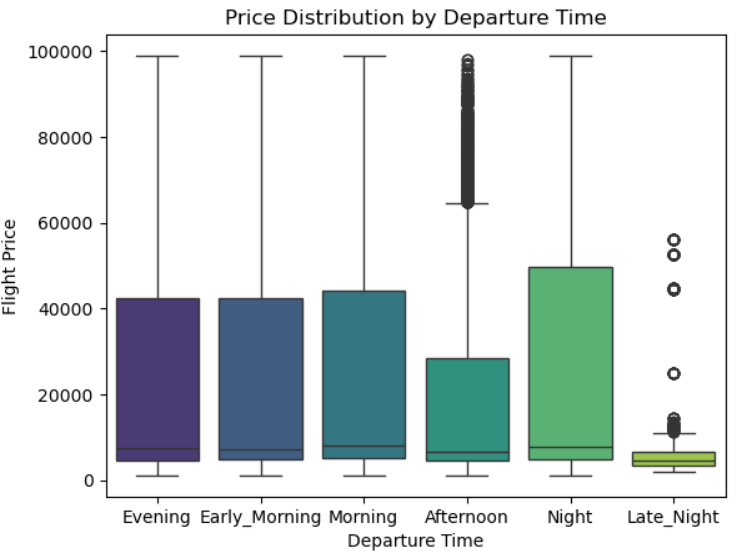 Price Distribution by Departure Time
100000
80000
60000
40000
20000
0
Flight Price
Evening Early_Morning Morning Afternoon Night Late_Night
Departure Time